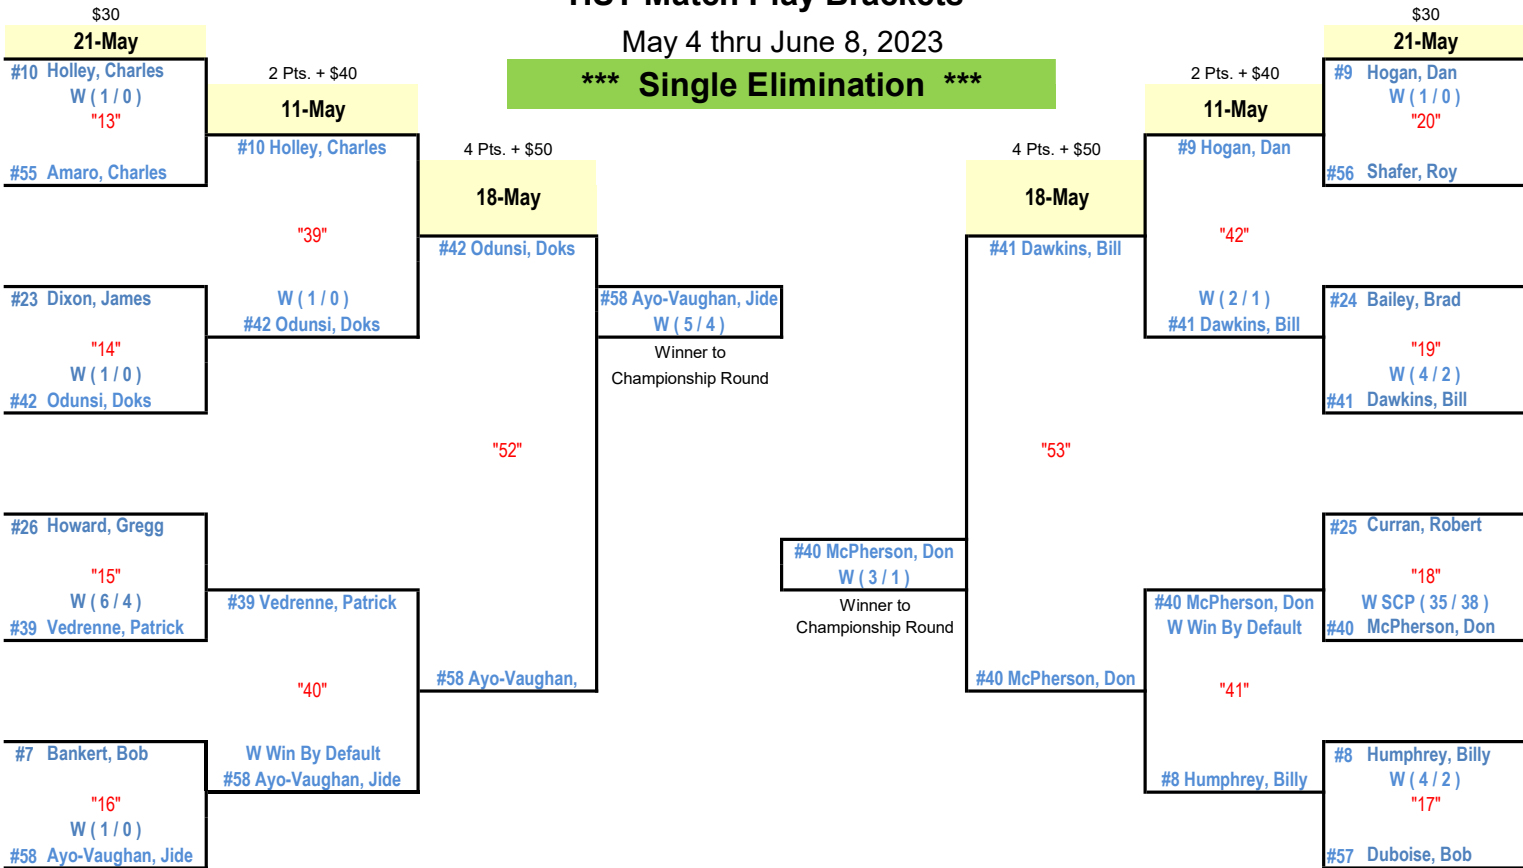 HST Match Play Brackets
May 4 thru June 8, 2023
*** Single Elimination ***
$30
21-May
#10 Holley, Charles
W ( 1 / 0 )
"13"
#55 Amaro, Charles
#23 Dixon, James
"14"
W ( 1 / 0 )
#42 Odunsi, Doks
#26 Howard, Gregg
"15"
W ( 6 / 4 )
#39 Vedrenne, Patrick
#7 Bankert, Bob
"16"
W ( 1 / 0 )
#58 Ayo-Vaughan, Jide
2 Pts. + $40
11-May
#10 Holley, Charles
"39"
W ( 1 / 0 )
#42 Odunsi, Doks
#39 Vedrenne, Patrick
"40"
W Win By Default
#58 Ayo-Vaughan, Jide
4 Pts. + $50
18-May
#42 Odunsi, Doks
"52"
#58 Ayo-Vaughan,
#58 Ayo-Vaughan, Jide
W ( 5 / 4 )
Winner to
Championship Round
#40 McPherson, Don
W ( 3 / 1 )
Winner to
Championship Round
4 Pts. + $50
18-May
#41 Dawkins, Bill
"53"
#40 McPherson, Don
2 Pts. + $40
11-May
#9 Hogan, Dan
"42"
W ( 2 / 1 )
#41 Dawkins, Bill
#40 McPherson, Don
W Win By Default
"41"
#8 Humphrey, Billy
$30
21-May
#9 Hogan, Dan
W ( 1 / 0 )
"20"
#56 Shafer, Roy
#24 Bailey, Brad
"19"
W ( 4 / 2 )
#41 Dawkins, Bill
#25 Curran, Robert
"18"
W SCP ( 35 / 38 )
#40 McPherson, Don
#8 Humphrey, Billy
W ( 4 / 2 )
"17"
#57 Duboise, Bob